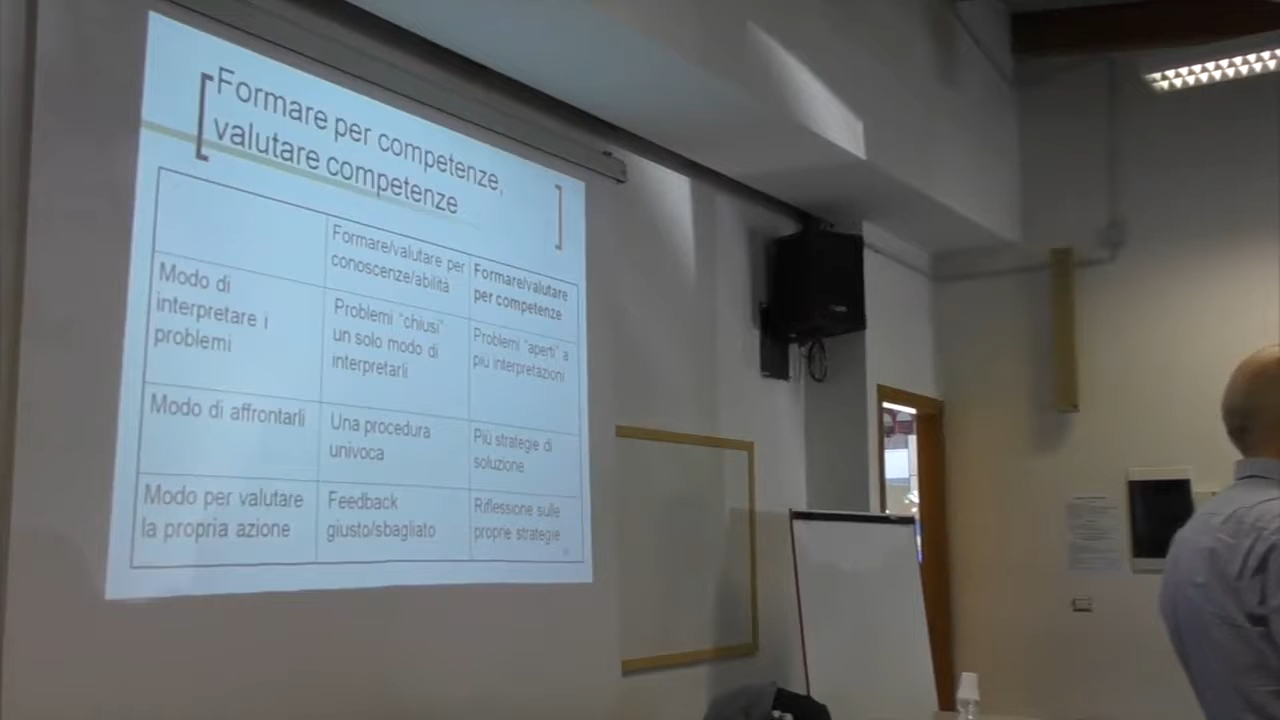 Formare per competenze,
valutare competenze
Formare/valutare per
conoscenze/abilità
Formare/valutare
per competenze
Modo di
interpretare i
problemi
Problemi "chiusi"
un solo modo di
interpretarli
Problemi "aperti" a
più interpretazioni
Modo di affrontarli
Una procedura
univoca
Più strategie di
soluzione
Modo per valutare
la propria azione
Feedback
giusto/sbagliato
Riflessione sulle
proprie strategie